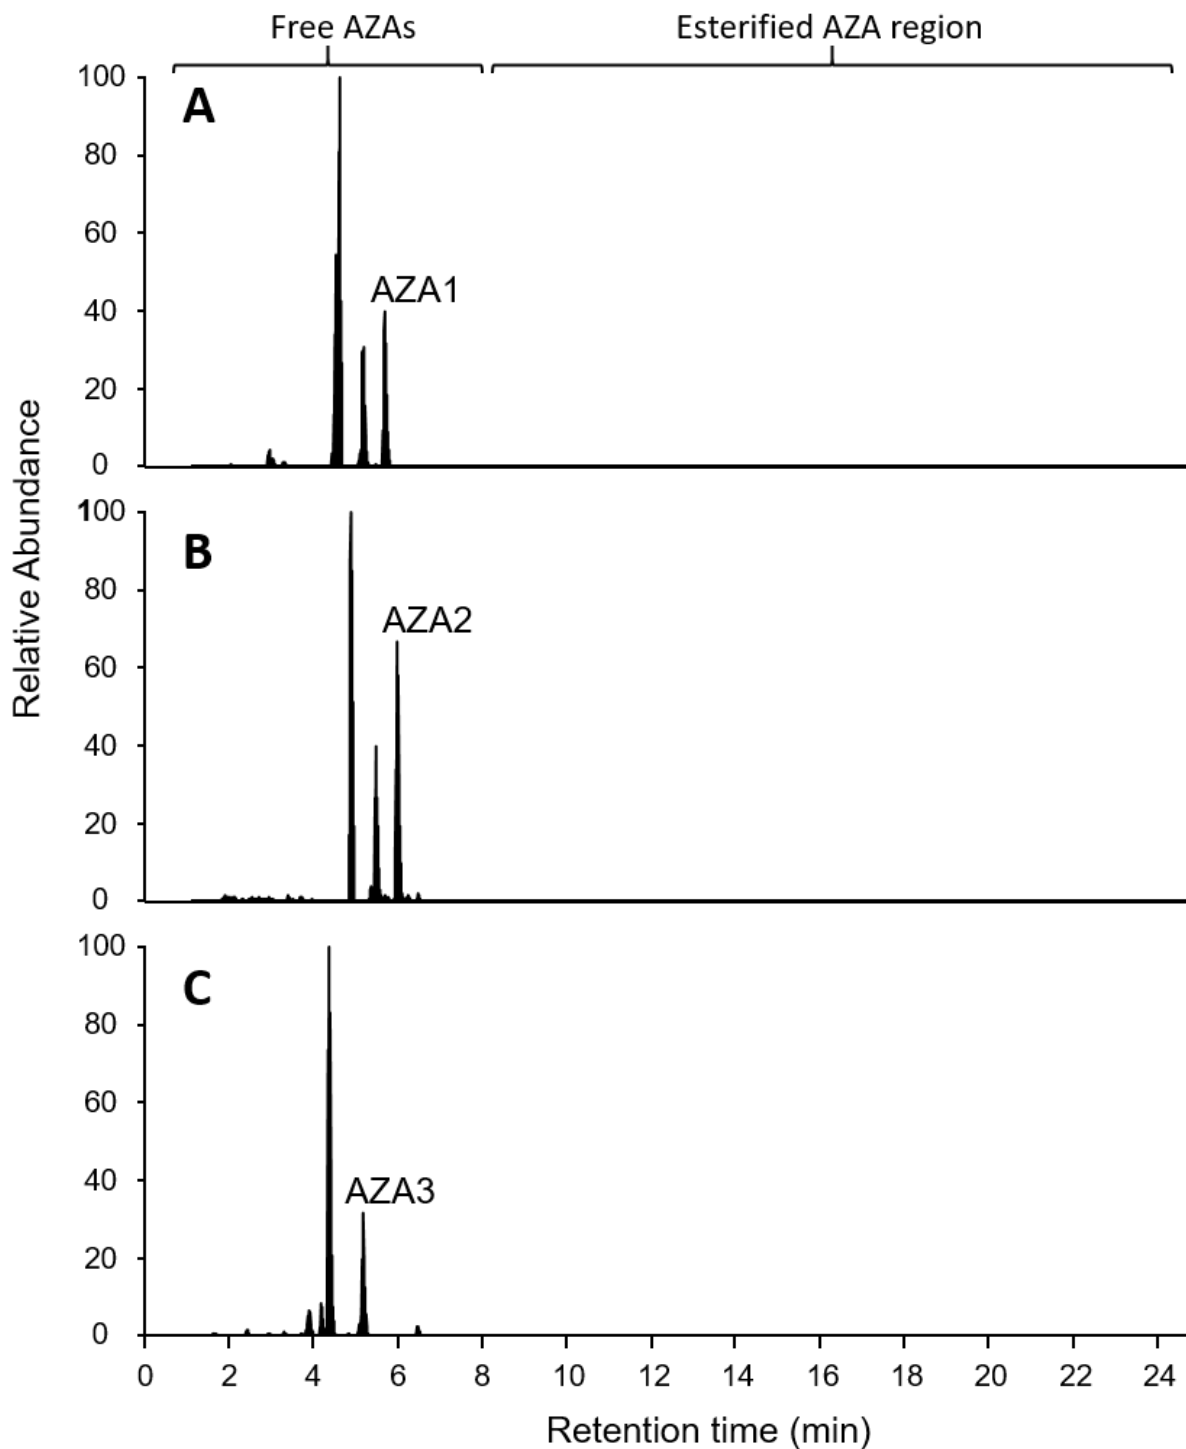 Free AZAs
Esterified AZA region
Relative Abundance
A
100
80
60
40
20
0
AZA1
B
100
80
60
40
20
0
AZA2
C
100
80
60
40
20
0
AZA3
0 2 4 6 8 10 12 14 16 18 20 22 24
Retention time (min)